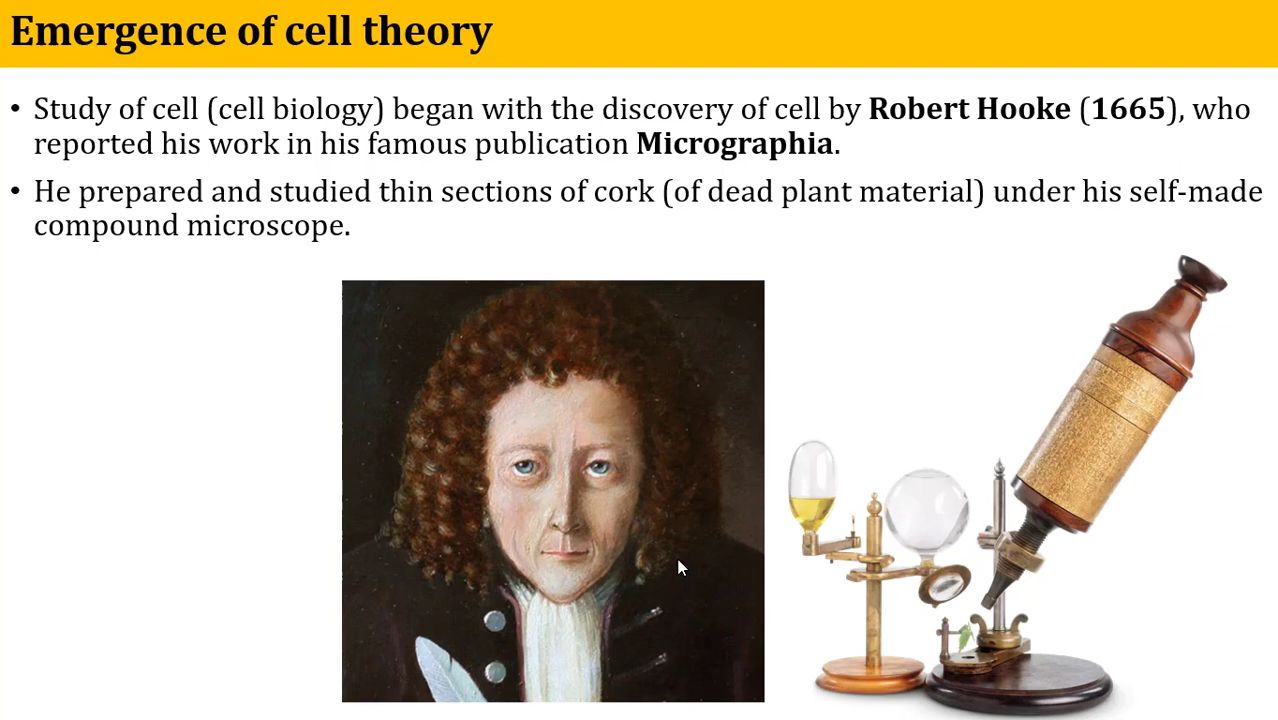 Emergence of cell theory
• Study of cell (cell biology) began with the discovery of cell by Robert Hooke (1665), who
reported his work in his famous publication Micrographia.
• He prepared and studied thin sections of cork (of dead plant material) under his self-made
compound microscope.